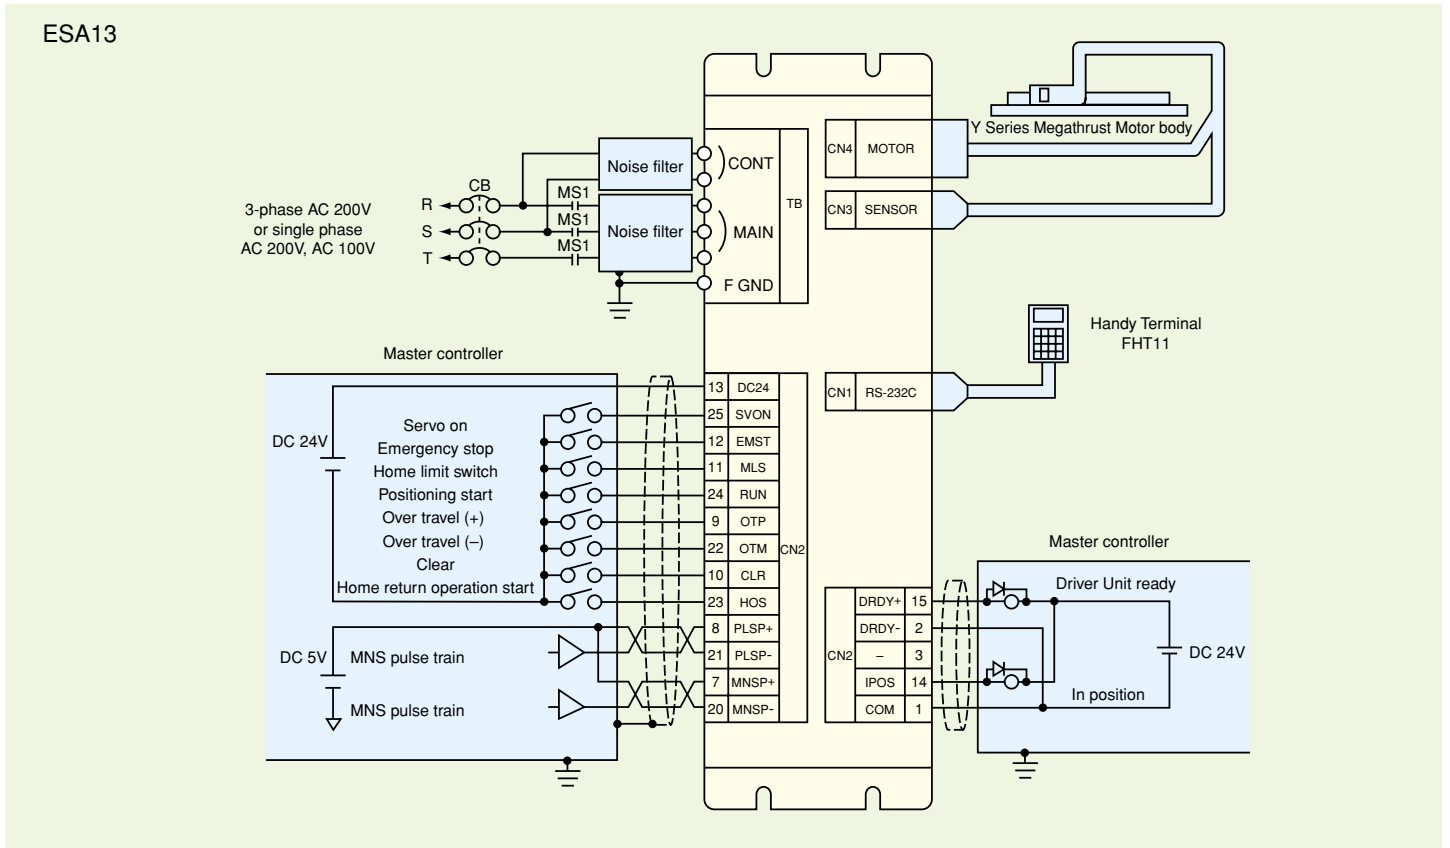 ESA13
3-phase AC 200V
or single phase
AC 200V, AC 100V
CB
R
S
T
MS1
MS1
MS1
Noise filter
Noise filter
CONT
MAIN
F GND
TB
CN4 MOTOR
CN3 SENSOR
Y Series Megathrust Motor body
CN1 RS-232C
Handy Terminal
FHT11
Master controller
DC 24V
Servo on
Emergency stop
Home limit switch
Positioning start
Over travel (+)
Over travel (–)
Clear
Home return operation start
DC 5V
MNS pulse train
MNS pulse train
13 DC24
25 SVON
12 EMST
11 MLS
24 RUN
9 OTP
22 OTM
10 CLR
23 HOS
8 PLSP+
21 PLSP-
7 MNSP+
20 MNSP-
CN2
CN2
DRDY+ 15
DRDY- 2
– 3
IPOS 14
COM 1
Master controller
Driver Unit ready
DC 24V
In position